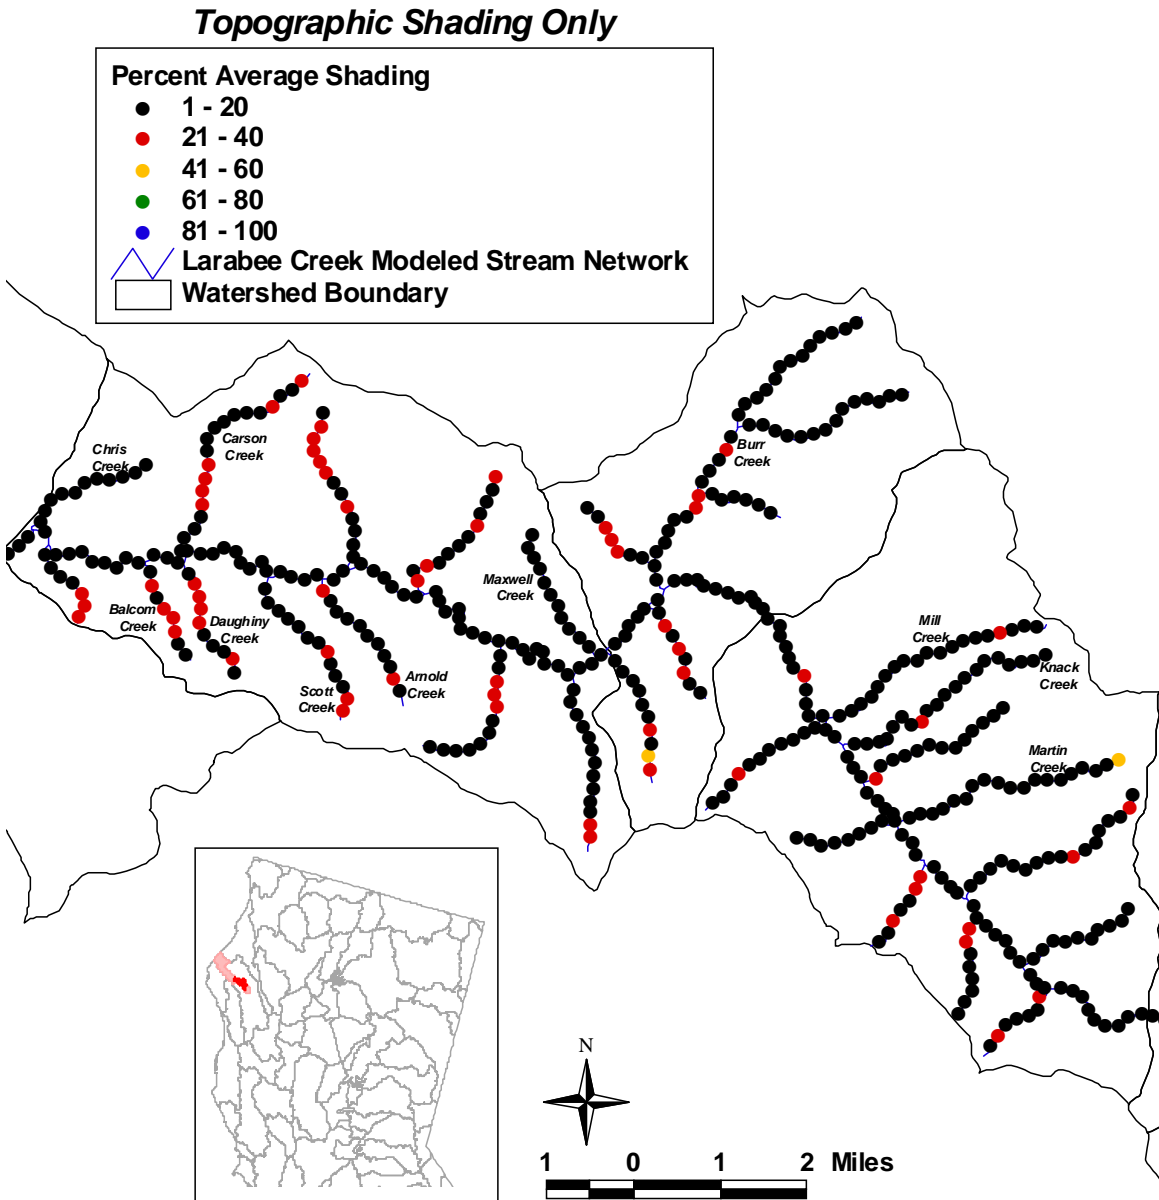 Topographic Shading Only
Percent Average Shading
1 - 20
21 - 40
41 - 60
61 - 80
81 - 100
Larabee Creek Modeled Stream Network
Watershed Boundary
Chris
Creek
Carson
Creek
Burr
Creek
Maxwell
Creek
Balcom
Creek
Daughiny
Creek
Scott
Creek
Arnold
Creek
Mill
Creek
Knack
Creek
Martin
Creek
N
1 0 1 2 Miles